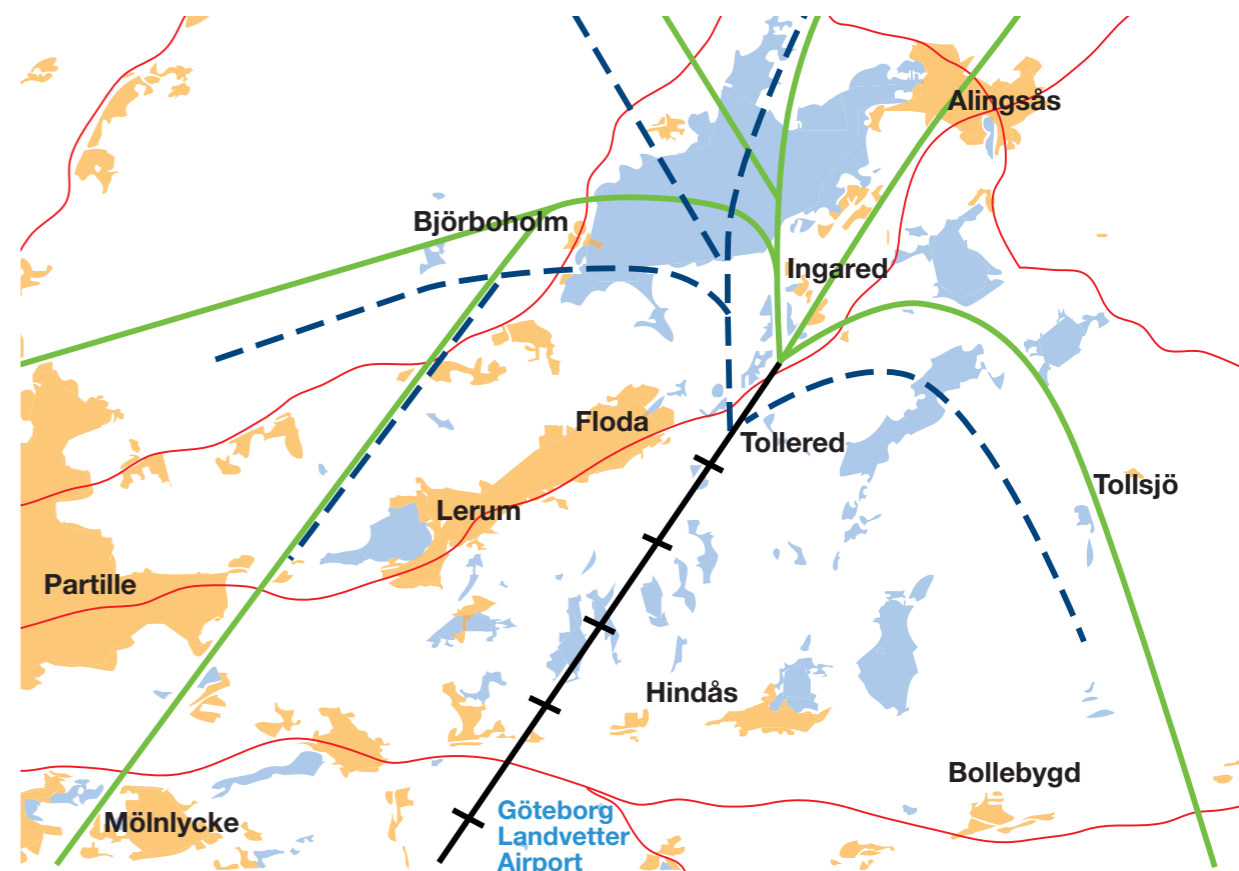 Alingsås
Björboholm
Ingared
Floda
Tollered
Tollsjö
Lerum
Partille
Hindås
Bollebygd
Mölnlycke
Göteborg
Landvetter
Airport